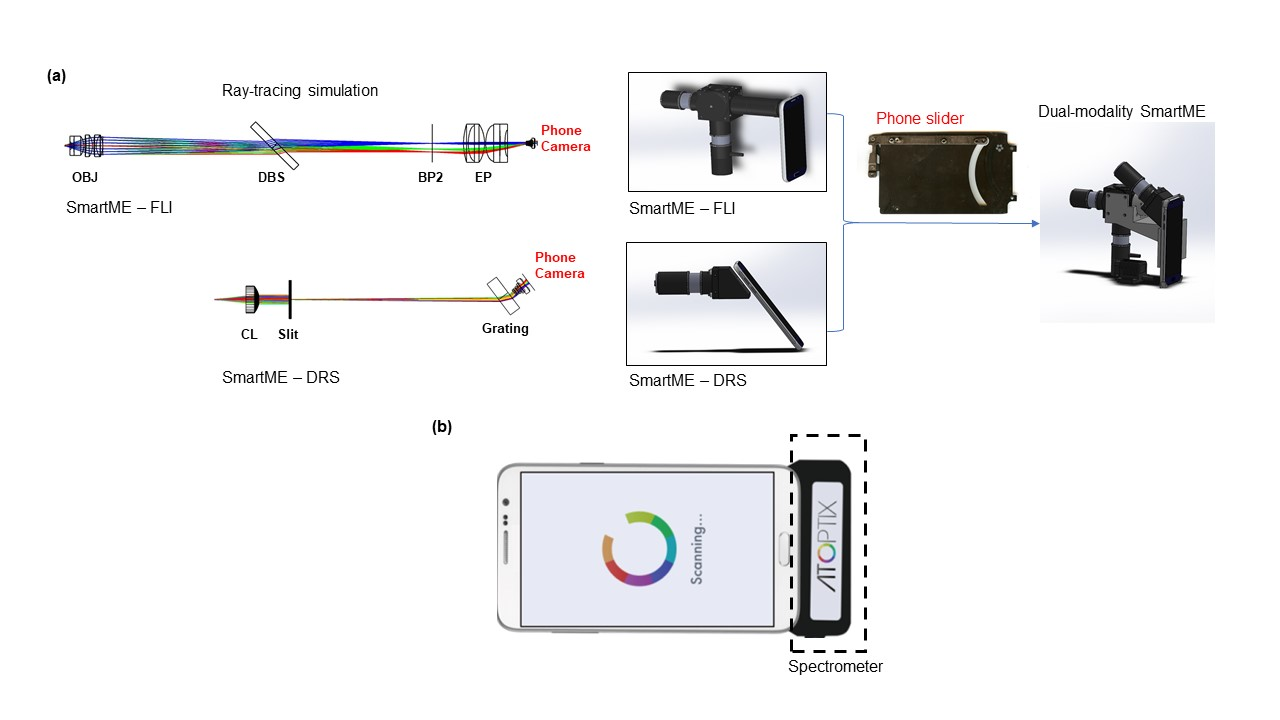 (a)
Ray-tracing simulation
Phone
Camera
OBJ
DBS
BP2
EP
SmartME – FLI
SmartME – FLI
Phone slider
Dual-modality SmartME
Phone
Camera
CL
Slit
Grating
SmartME – DRS
SmartME – DRS
(b)
Scanning...
ATOPTIX
Spectrometer